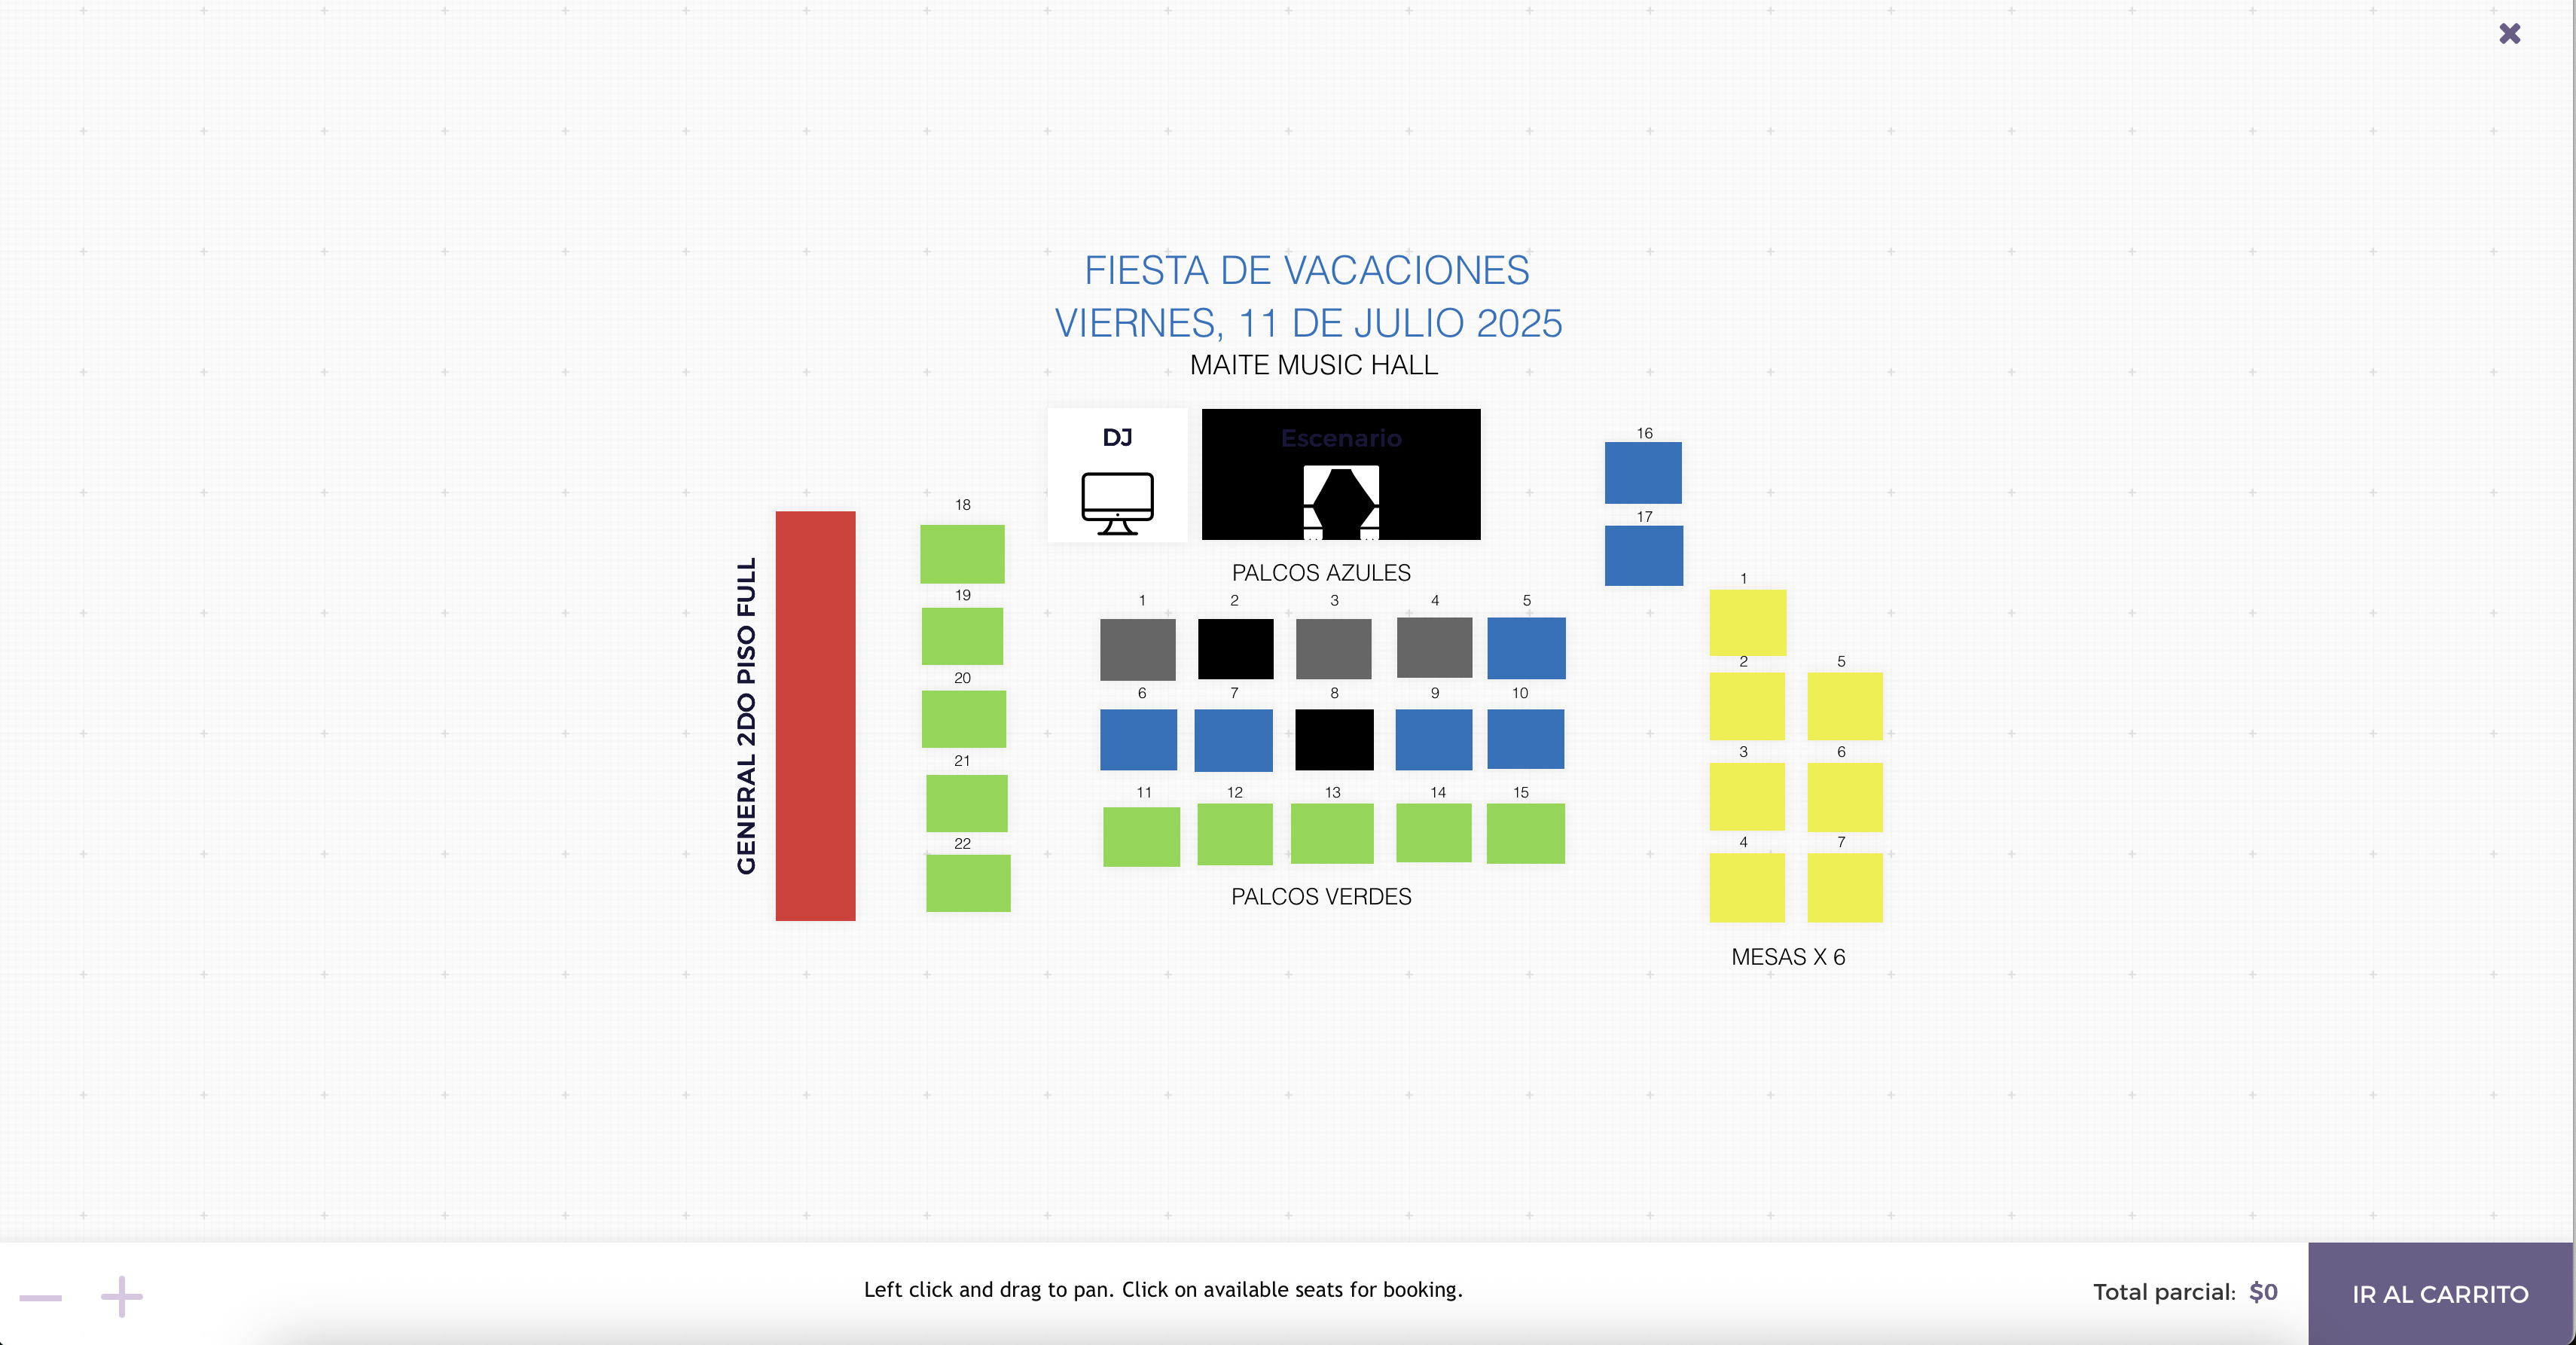 FIESTA DE VACACIONES
VIERNES, 11 DE JULIO 2025
MAITE MUSIC HALL
DJ
Escenario
16
17
GENERAL 2DO PISO FULL
18
19
20
21
22
PALCOS AZULES
1 2 3 4 5
6 7 8 9 10
11 12 13 14 15
PALCOS VERDES
1
2 5
3 6
4 7
MESAS X 6
Left click and drag to pan. Click on available seats for booking.
Total parcial: $0
IR AL CARRITO